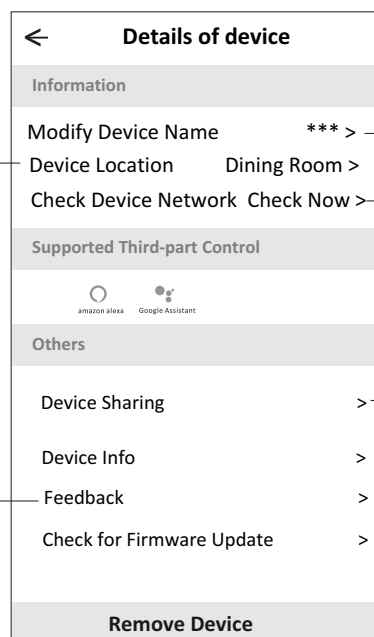 ← Details of device
Information
Modify Device Name *** >
Device Location Dining Room >
Check Device Network Check Now >
Supported Third-part Control
amazon alexa Google Assistant
Others
Device Sharing >
Device Info >
Feedback >
Check for Firmware Update >
Remove Device